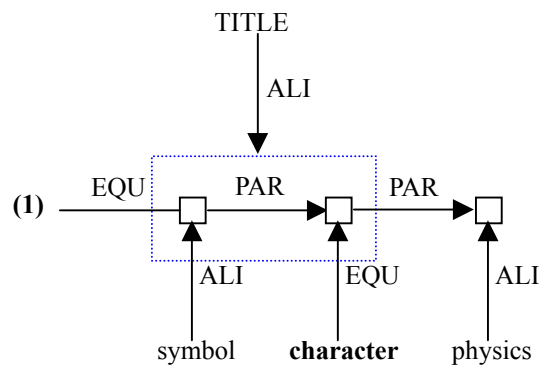 TITLE
ALI
EQU PAR PAR
(1)
ALI EQU ALI
symbol character physics